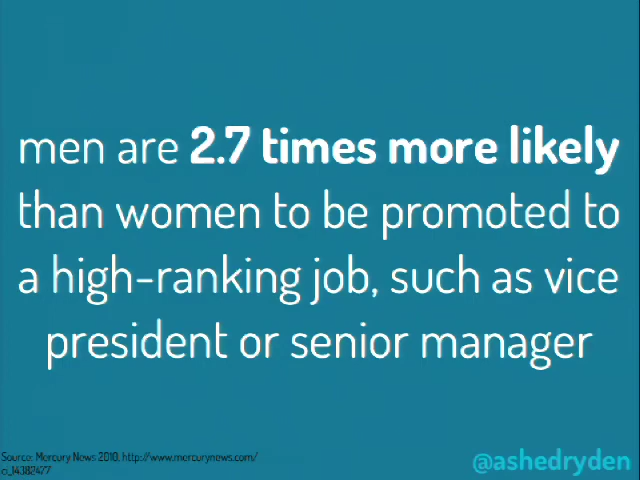 men are 2.7 times more likely
than women to be promoted to
a high-ranking job, such as vice
president or senior manager
Source: Mercury News 2010, http://www.mercurynews.com/
ci_14382477
@ashedryden